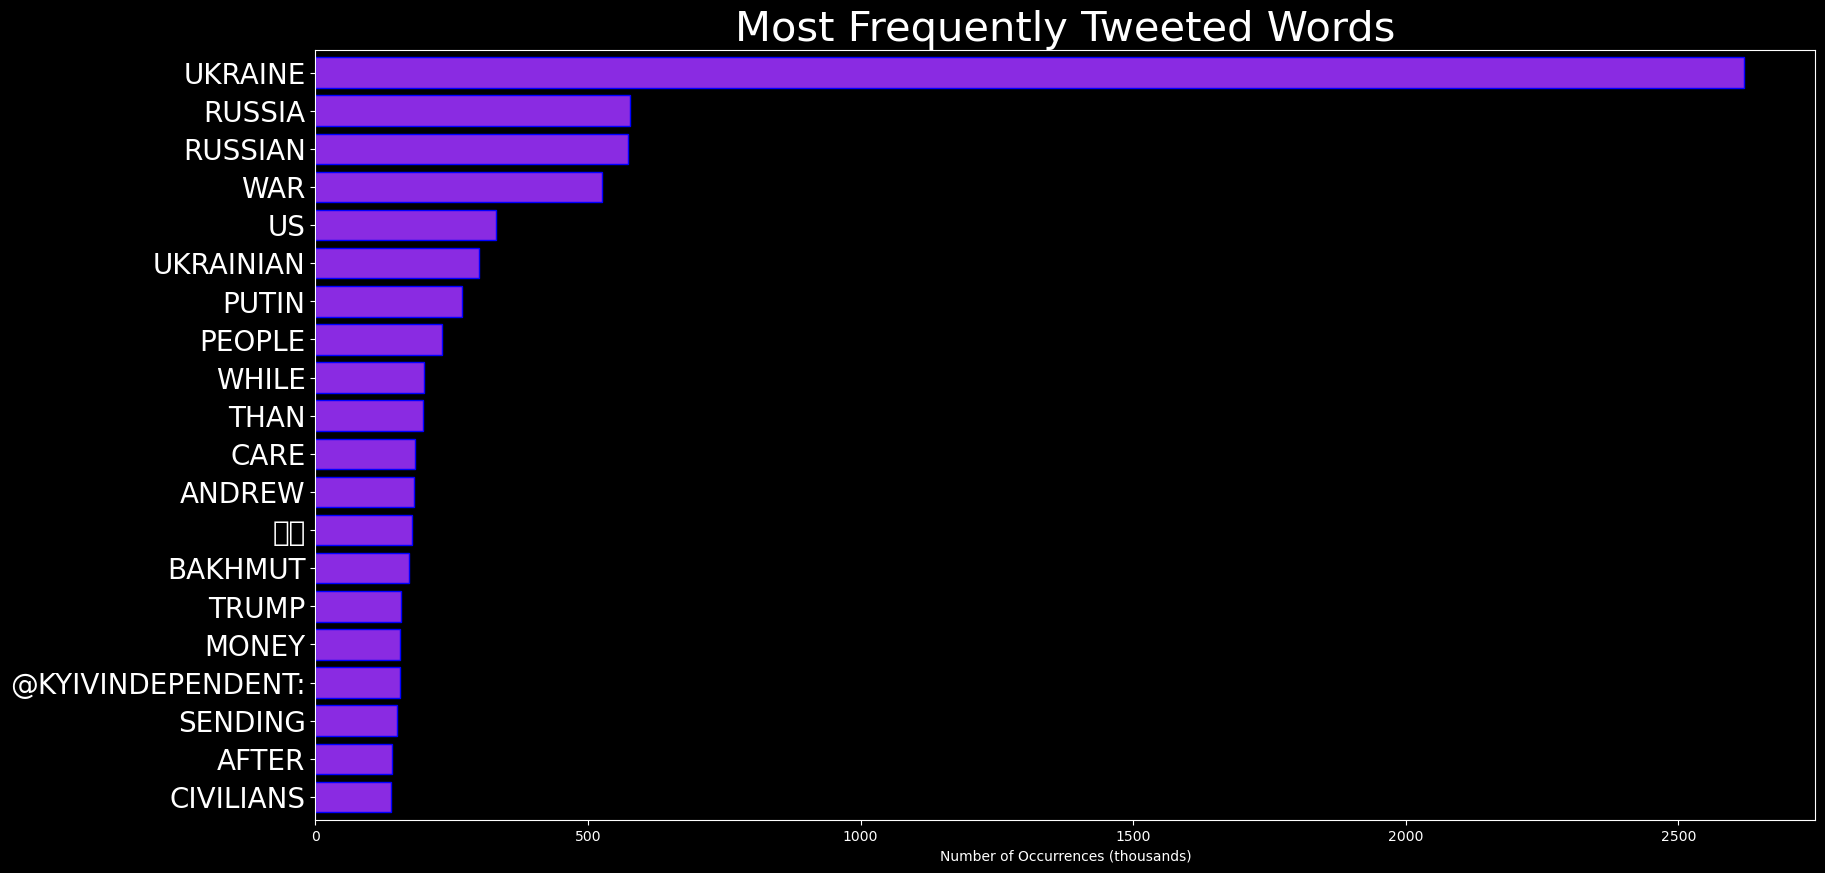 Most Frequently Tweeted Words
UKRAINE
RUSSIA
RUSSIAN
WAR
US
UKRAINIAN
PUTIN
PEOPLE
WHILE
THAN
CARE
ANDREW
BAKHMUT
TRUMP
MONEY
@KYIVINDEPENDENT:
SENDING
AFTER
CIVILIANS
0 500 1000 1500 2000 2500
Number of Occurrences (thousands)